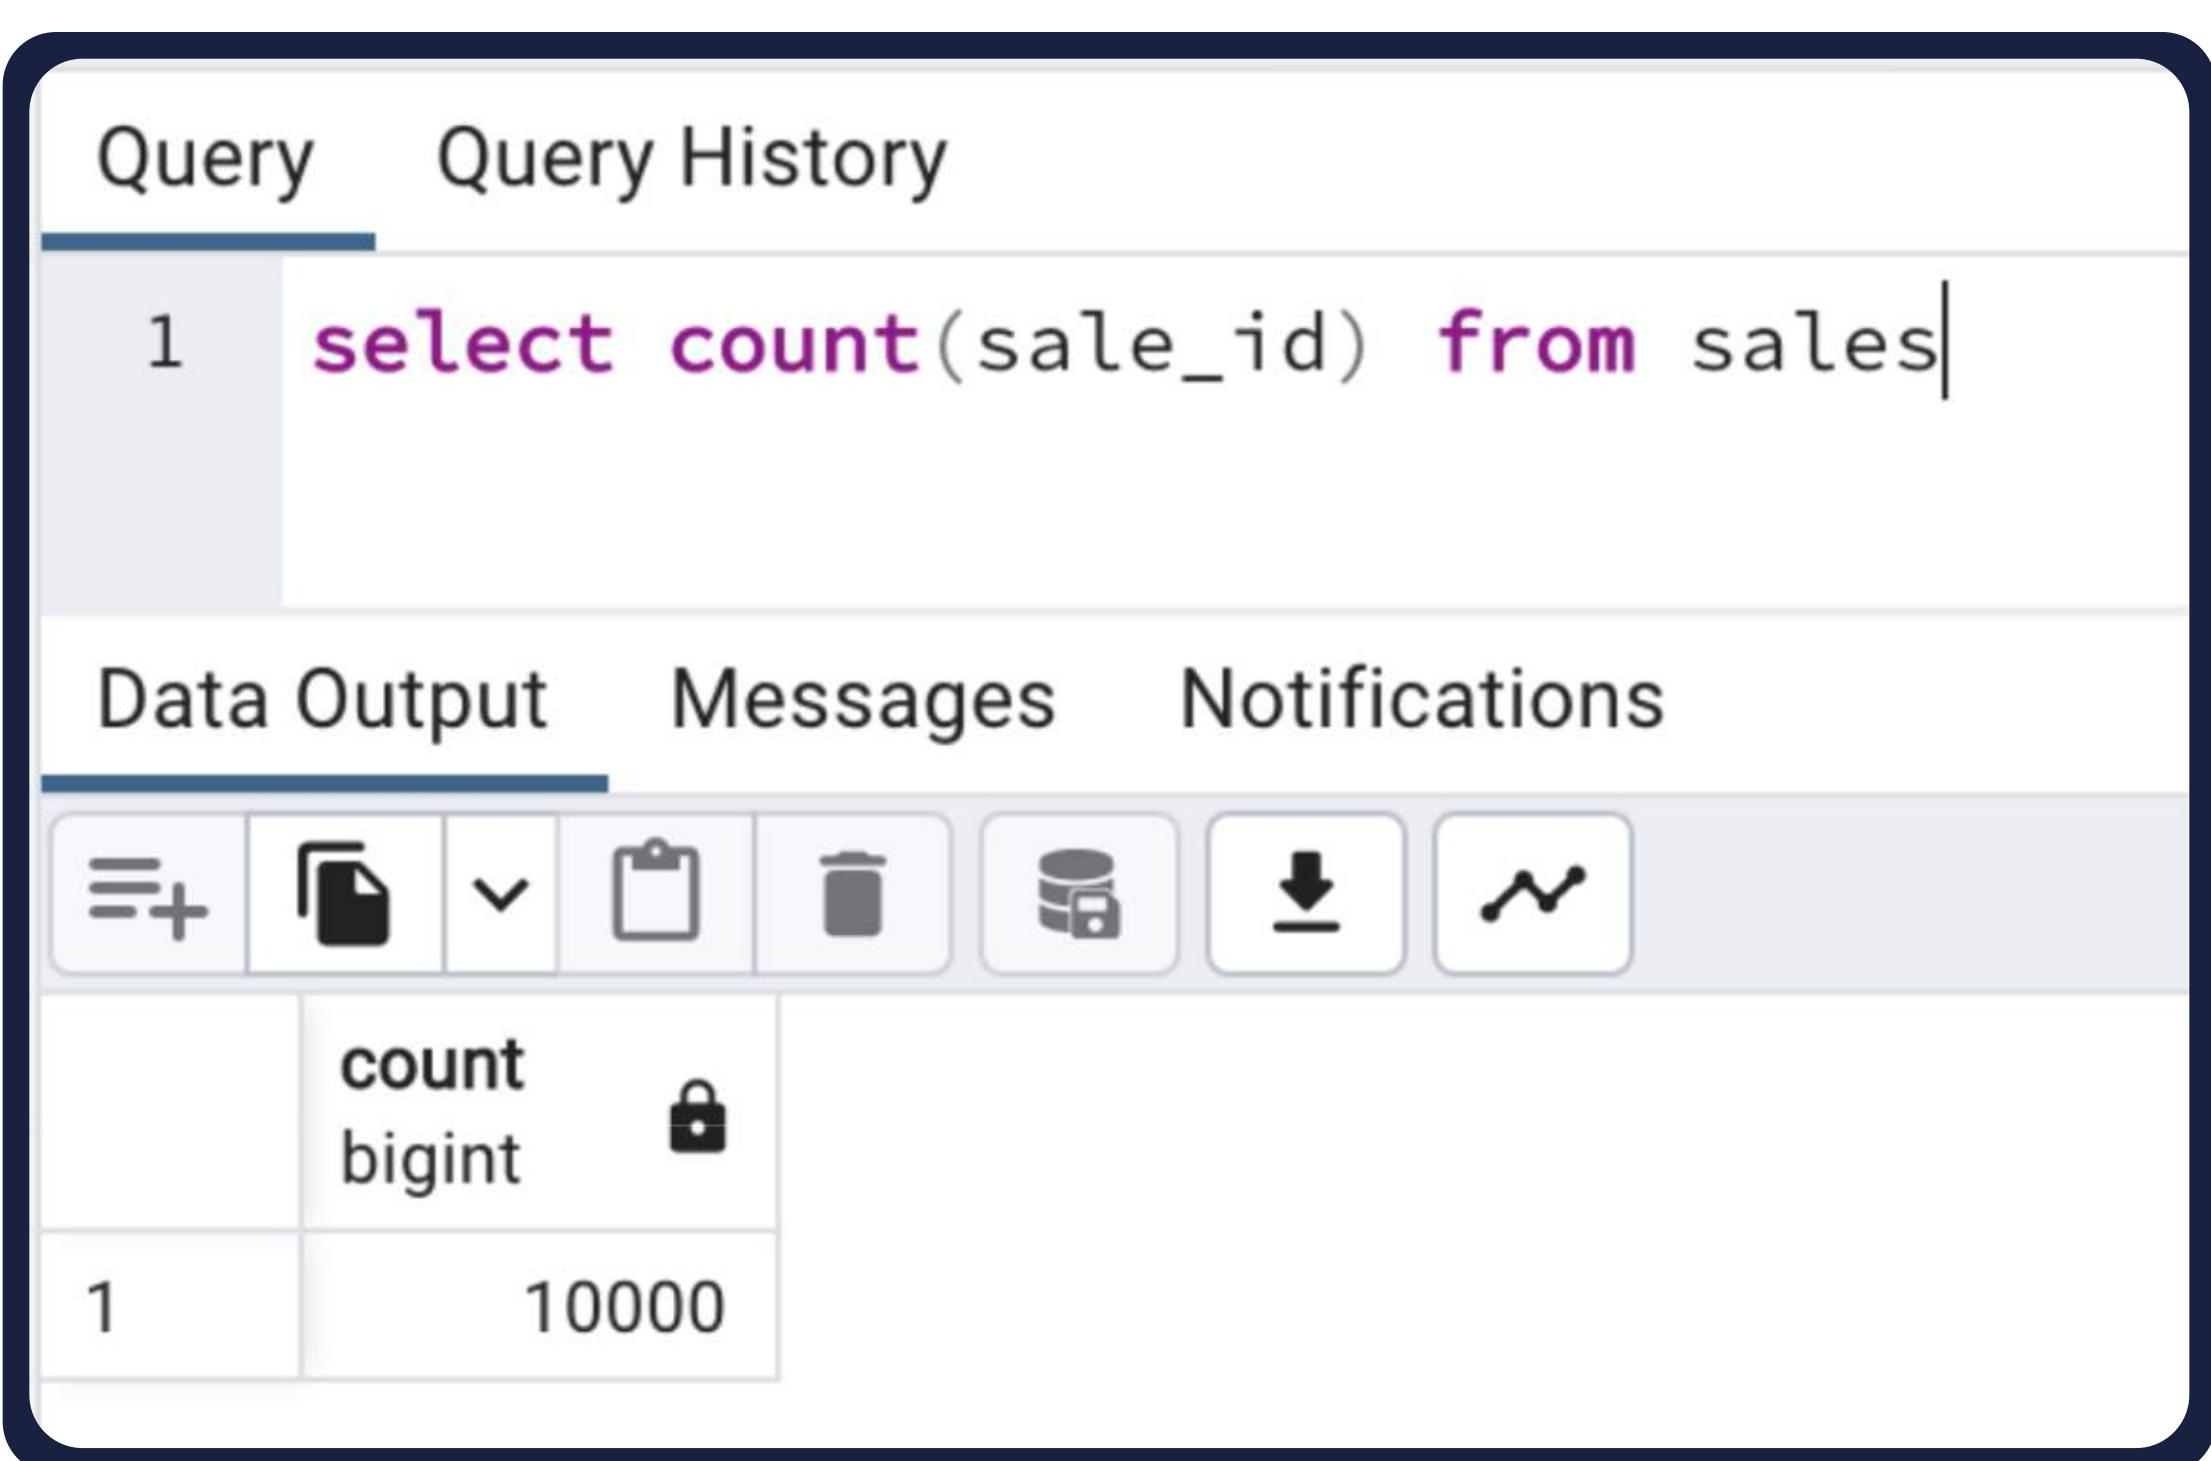 Query Query History
1 select count(sale_id) from sales
Data Output Messages Notifications
count
bigint
1 10000